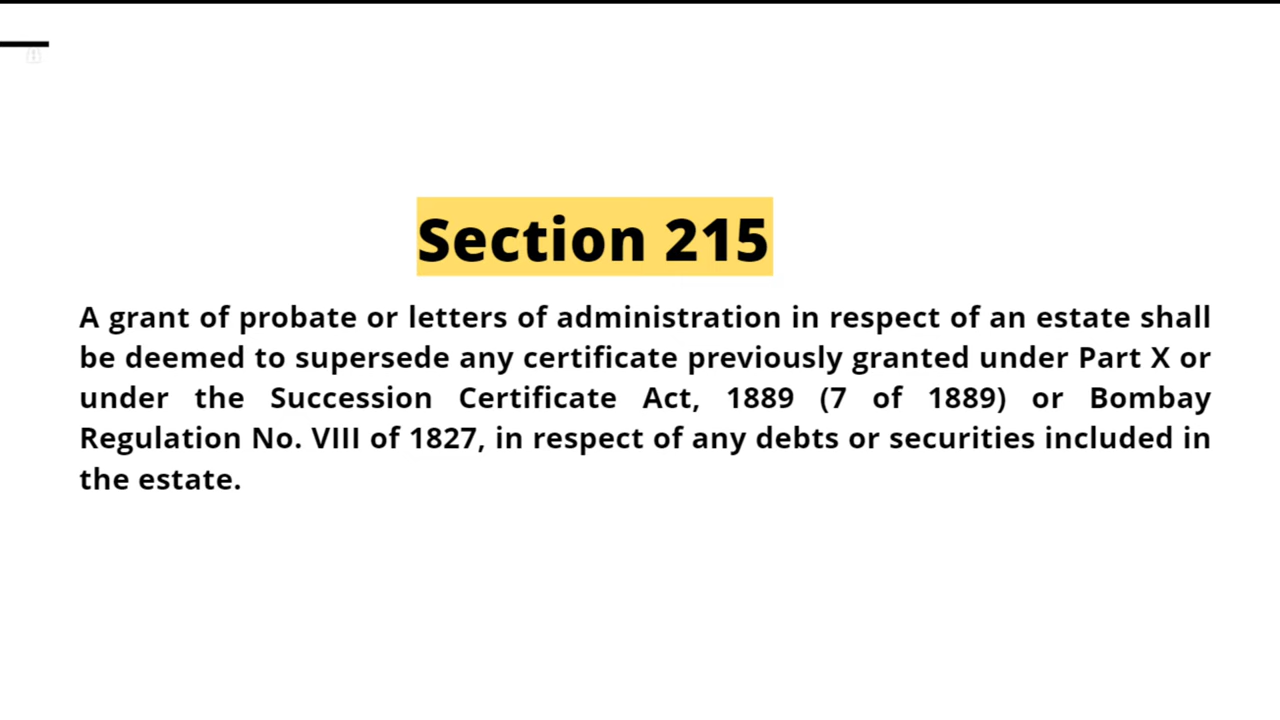 Section 215
A grant of probate or letters of administration in respect of an estate shall
be deemed to supersede any certificate previously granted under Part X or
under the Succession Certificate Act, 1889 (7 of 1889) or Bombay
Regulation No. VIII of 1827, in respect of any debts or securities included in
the estate.